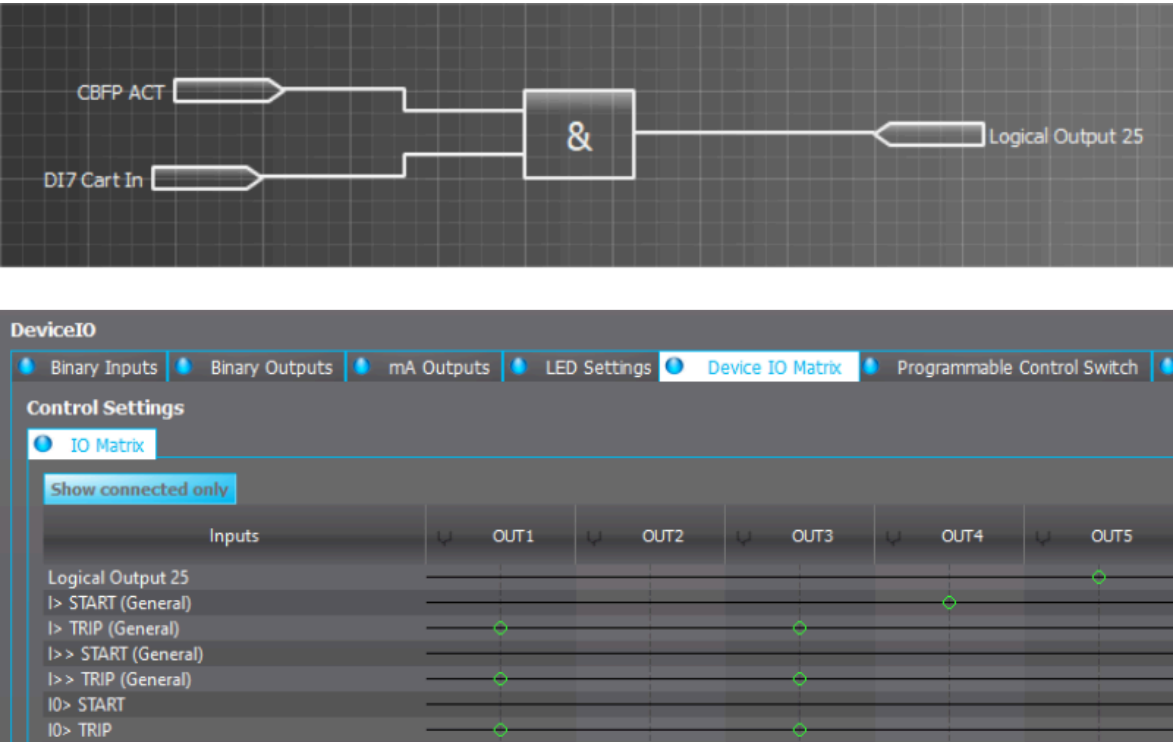 CBFP ACT
&
Logical Output 25
DI7 Cart In
DeviceIO
Binary Inputs Binary Outputs mA Outputs LED Settings Device IO Matrix Programmable Control Switch
Control Settings
IO Matrix
Show connected only
Inputs OUT1 OUT2 OUT3 OUT4 OUT5
Logical Output 25
I> START (General)
I> TRIP (General)
I>> START (General)
I>> TRIP (General)
I0> START
I0> TRIP